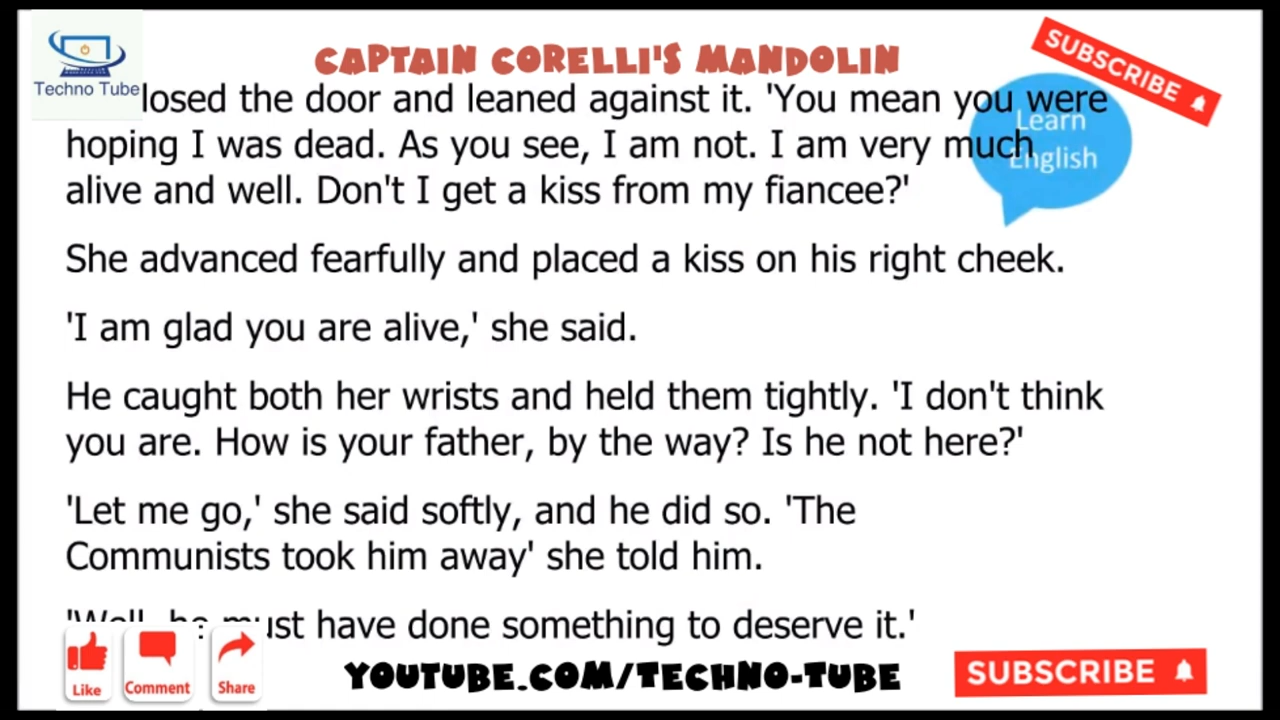 CAPTAIN CORELLI'S MANDOLIN
SUBSCRIBE
Techno Tube
Learn
English
losed the door and leaned against it. 'You mean you were
hoping I was dead. As you see, I am not. I am very much
alive and well. Don't I get a kiss from my fiancee?'
She advanced fearfully and placed a kiss on his right cheek.
'I am glad you are alive,' she said.
He caught both her wrists and held them tightly. 'I don't think
you are. How is your father, by the way? Is he not here?'
'Let me go,' she said softly, and he did so. 'The
Communists took him away' she told him.
'Well, he must have done something to deserve it.'
Like
Comment
Share
YOUTUBE.COM/TECHNO-TUBE
SUBSCRIBE